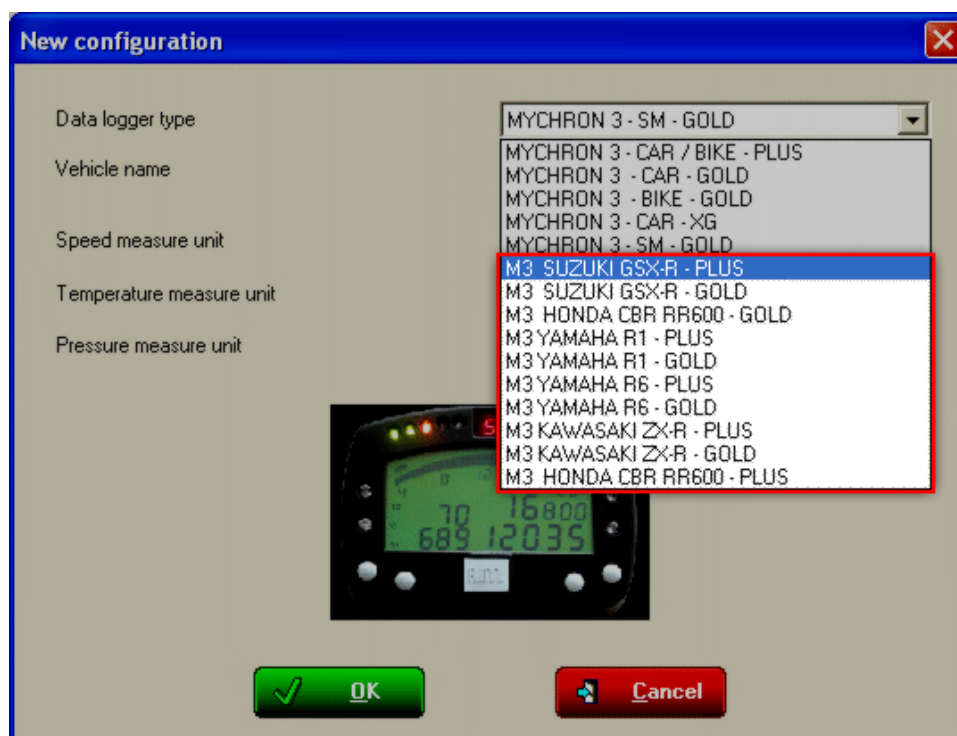 New configuration
Data logger type
MYCHRON 3 - SM - GOLD
MYCHRON 3 - CAR / BIKE - PLUS
Vehicle name
MYCHRON 3 - CAR - GOLD
MYCHRON 3 - BIKE - GOLD
MYCHRON 3 - CAR - XG
Speed measure unit
MYCHRON 3 - SM - GOLD
M3 SUZUKI GSX-R - PLUS
Temperature measure unit
M3 SUZUKI GSX-R - GOLD
M3 HONDA CBR RR600 - GOLD
Pressure measure unit
M3 YAMAHA R1 - PLUS
M3 YAMAHA R1 - GOLD
M3 YAMAHA R6 - PLUS
M3 YAMAHA R6 - GOLD
M3 KAWASAKI ZX-R - PLUS
M3 KAWASAKI ZX-R - GOLD
M3 HONDA CBR RR600 - PLUS
70 16800
689 12035
OK
Cancel